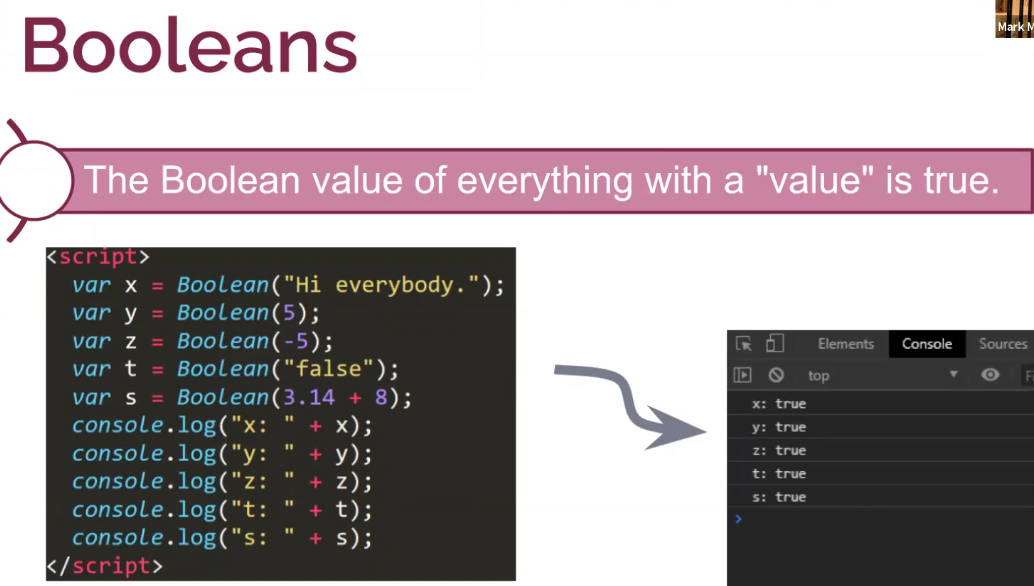 Booleans
Mark M
The Boolean value of everything with a "value" is true.
<script>
var x = Boolean("Hi everybody.");
var y = Boolean(5);
var z = Boolean(-5);
var t = Boolean("false");
var s = Boolean(3.14 + 8);
console.log("x: " + x);
console.log("y: " + y);
console.log("z: " + z);
console.log("t: " + t);
console.log("s: " + s);
</script>
Elements Console Sources
top
x: true
y: true
z: true
t: true
s: true